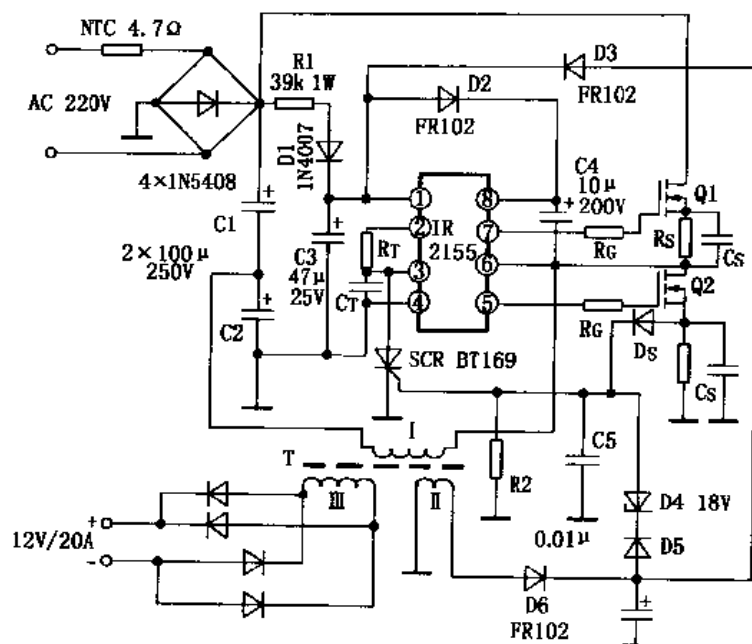 NTC 4.7Ω
AC 220V
4×1N5408
R1
39k 1W
D1
1N4007
D2
FR102
D3
FR102
C1
2×100μ
250V
C2
C3
47μ
25V
RT
CT
1
2
3
4
8
7
6
5
IR
2155
C4
10μ
200V
+
+
+
+
RG
RG
Q1
RS
CS
Q2
DS
CS
SCR BT169
I
T
III
II
R2
C5
0.01μ
D4 18V
D5
D6
FR102
+
12V/20A
+
-